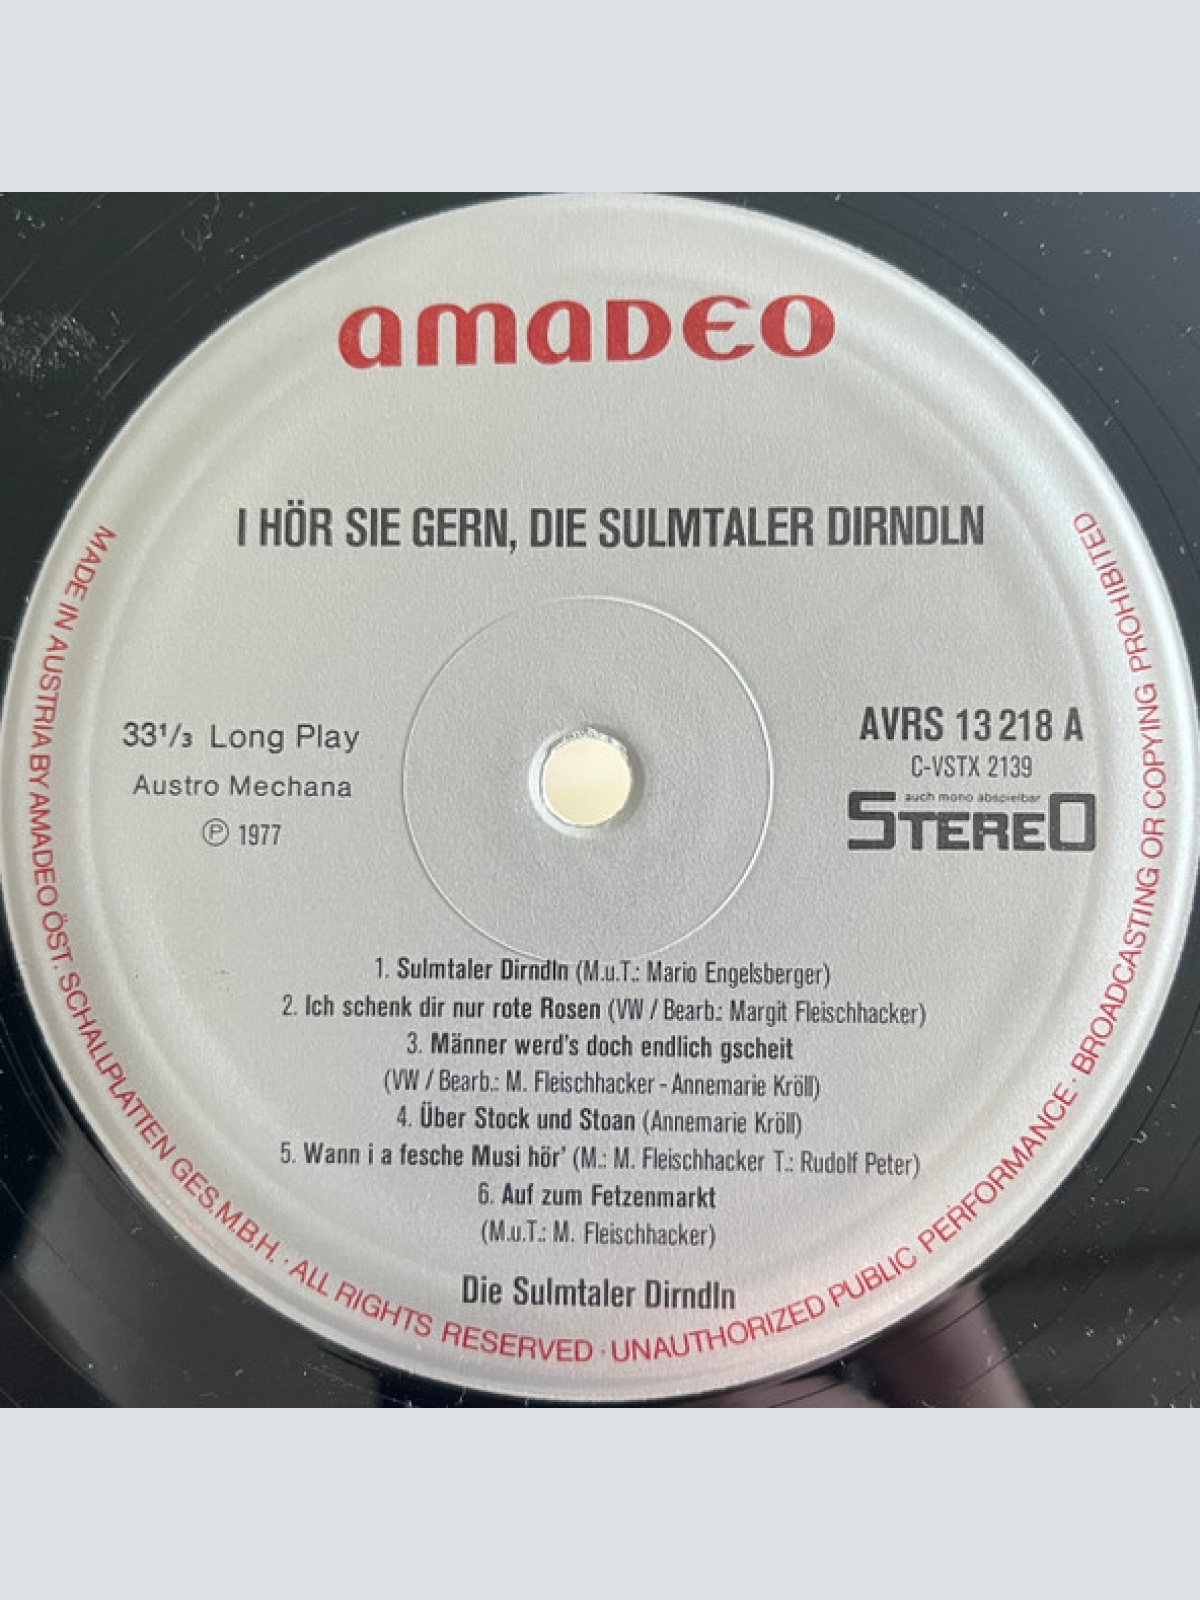 amaDEO
I HÖR SIE GERN, DIE SULMTALER DIRNDLN
33¹/₃ Long Play
Austro Mechana
Ⓟ 1977
AVRS 13 218 A
C-VSTX 2139
auch mono abspielbar
STEREO
1. Sulmtaler Dirndln (M.u.T.: Mario Engelsberger)
2. Ich schenk dir nur rote Rosen (VW / Bearb.: Margit Fleischhacker)
3. Männer werd's doch endlich gscheit
(VW / Bearb.: M. Fleischhacker - Annemarie Kröll)
4. Über Stock und Stoan (Annemarie Kröll)
5. Wann i a fesche Musi hör' (M.: M. Fleischhacker T.: Rudolf Peter)
6. Auf zum Fetzenmarkt
(M.u.T.: M. Fleischhacker)
Die Sulmtaler Dirndln
MADE IN AUSTRIA BY AMADEO ÖST. SCHALLPLATTEN GES.M.B.H. · ALL RIGHTS RESERVED · UNAUTHORIZED PUBLIC PERFORMANCE · BROADCASTING OR COPYING PROHIBITED